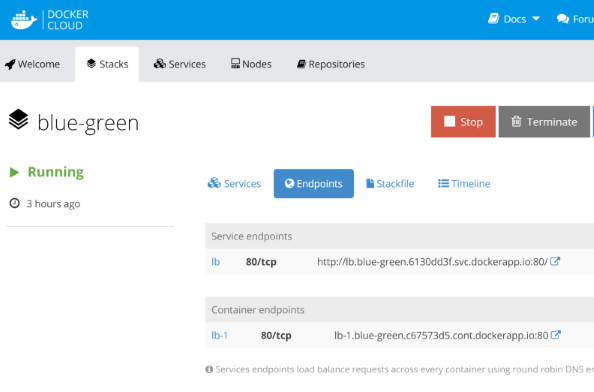 DOCKER
CLOUD
Docs
Welcome Stacks Services Nodes Repositories
blue-green
Stop Terminate
Running
3 hours ago
Services Endpoints Stackfile Timeline
Service endpoints
lb 80/tcp http://lb.blue-green.6130dd3f.svc.dockerapp.io:80/
Container endpoints
lb-1 80/tcp lb-1.blue-green.c67573d5.cont.dockerapp.io:80
Services endpoints load balance requests across every container using round robin DNS